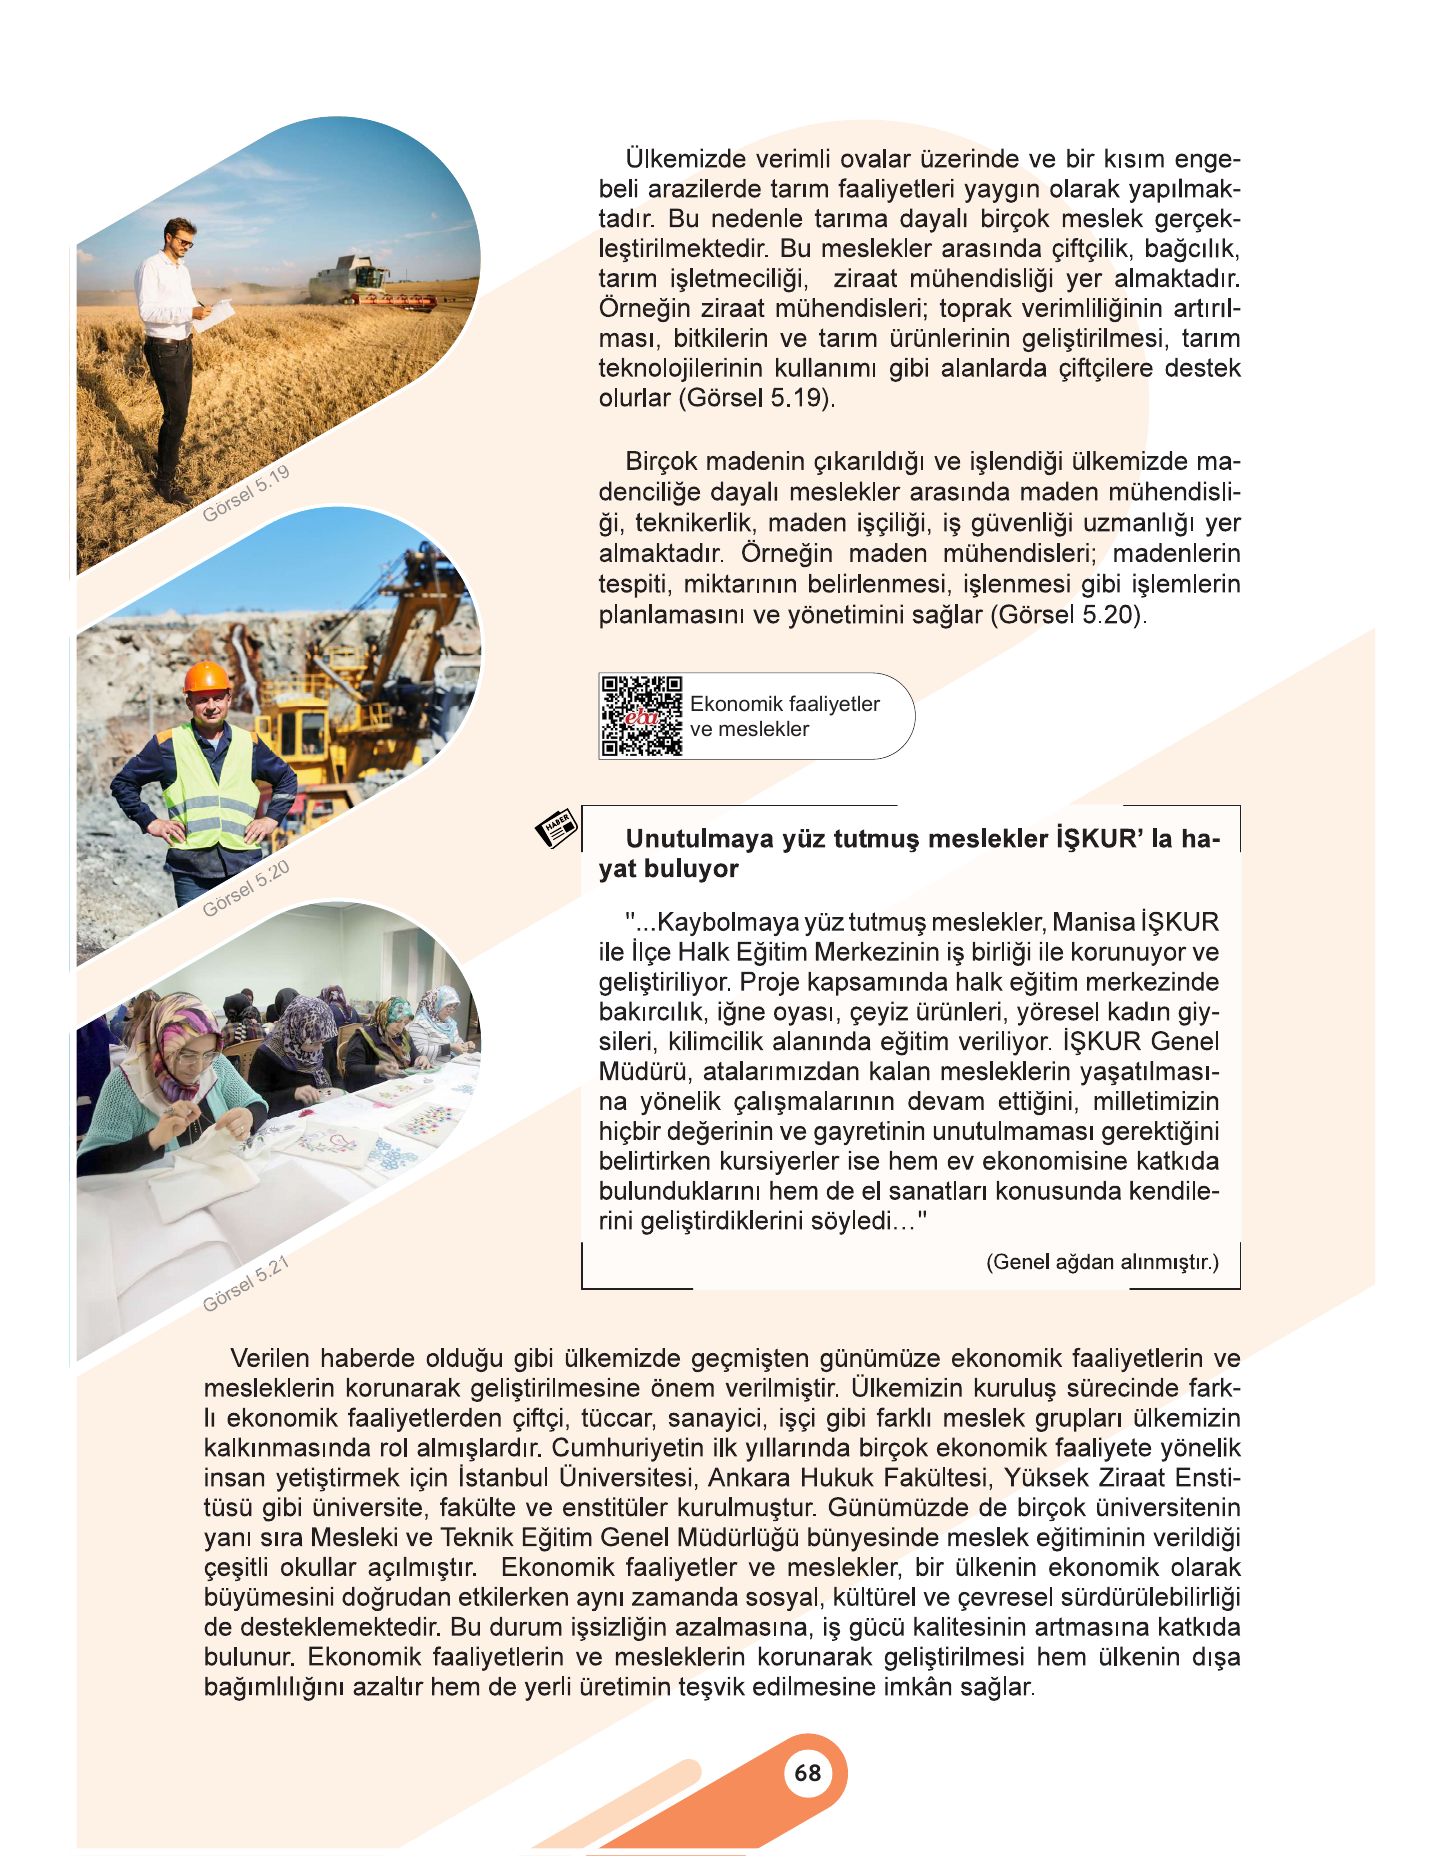 Ülkemizde verimli ovalar üzerinde ve bir kısım enge-
beli arazilerde tarım faaliyetleri yaygın olarak yapılmak-
tadır. Bu nedenle tarıma dayalı birçok meslek gerçek-
leştirilmektedir. Bu meslekler arasında çiftçilik, bağcılık,
tarım işletmeciliği, ziraat mühendisliği yer almaktadır.
Örneğin ziraat mühendisleri; toprak verimliliğinin artırıl-
ması, bitkilerin ve tarım ürünlerinin geliştirilmesi, tarım
teknolojilerinin kullanımı gibi alanlarda çiftçilere destek
olurlar (Görsel 5.19).
Görsel 5.19
Birçok madenin çıkarıldığı ve işlendiği ülkemizde ma-
denciliğe dayalı meslekler arasında maden mühendisli-
ği, teknikerlik, maden işçiliği, iş güvenliği uzmanlığı yer
almaktadır. Örneğin maden mühendisleri; madenlerin
tespiti, miktarının belirlenmesi, işlenmesi gibi işlemlerin
planlamasını ve yönetimini sağlar (Görsel 5.20).
Görsel 5.20
eba
Ekonomik faaliyetler
ve meslekler
HABER
Unutulmaya yüz tutmuş meslekler İŞKUR' la ha-
yat buluyor
"...Kaybolmaya yüz tutmuş meslekler, Manisa İŞKUR
ile İlçe Halk Eğitim Merkezinin iş birliği ile korunuyor ve
geliştiriliyor. Proje kapsamında halk eğitim merkezinde
bakırcılık, iğne oyası, çeyiz ürünleri, yöresel kadın giy-
sileri, kilimcilik alanında eğitim veriliyor. İŞKUR Genel
Müdürü, atalarımızdan kalan mesleklerin yaşatılması-
na yönelik çalışmalarının devam ettiğini, milletimizin
hiçbir değerinin ve gayretinin unutulmaması gerektiğini
belirtirken kursiyerler ise hem ev ekonomisine katkıda
bulunduklarını hem de el sanatları konusunda kendile-
rini geliştirdiklerini söyledi…"
(Genel ağdan alınmıştır.)
Görsel 5.21
Verilen haberde olduğu gibi ülkemizde geçmişten günümüze ekonomik faaliyetlerin ve
mesleklerin korunarak geliştirilmesine önem verilmiştir. Ülkemizin kuruluş sürecinde fark-
lı ekonomik faaliyetlerden çiftçi, tüccar, sanayici, işçi gibi farklı meslek grupları ülkemizin
kalkınmasında rol almışlardır. Cumhuriyetin ilk yıllarında birçok ekonomik faaliyete yönelik
insan yetiştirmek için İstanbul Üniversitesi, Ankara Hukuk Fakültesi, Yüksek Ziraat Ensti-
tüsü gibi üniversite, fakülte ve enstitüler kurulmuştur. Günümüzde de birçok üniversitenin
yanı sıra Mesleki ve Teknik Eğitim Genel Müdürlüğü bünyesinde meslek eğitiminin verildiği
çeşitli okullar açılmıştır. Ekonomik faaliyetler ve meslekler, bir ülkenin ekonomik olarak
büyümesini doğrudan etkilerken aynı zamanda sosyal, kültürel ve çevresel sürdürülebilirliği
de desteklemektedir. Bu durum işsizliğin azalmasına, iş gücü kalitesinin artmasına katkıda
bulunur. Ekonomik faaliyetlerin ve mesleklerin korunarak geliştirilmesi hem ülkenin dışa
bağımlılığını azaltır hem de yerli üretimin teşvik edilmesine imkân sağlar.
68